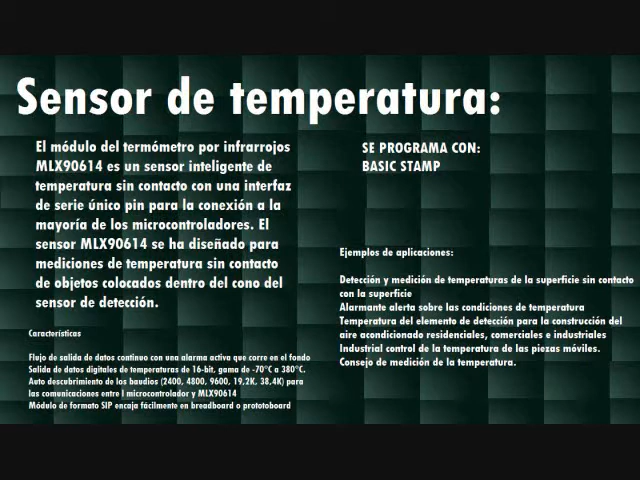 Sensor de temperatura:
El módulo del termómetro por infrarrojos
MLX90614 es un sensor inteligente de
temperatura sin contacto con una interfaz
de serie único pin para la conexión a la
mayoría de los microcontroladores. El
sensor MLX90614 se ha diseñado para
mediciones de temperatura sin contacto
de objetos colocados dentro del cono del
sensor de detección.
Características
Flujo de salida de datos continuo con una alarma activa que corre en el fondo
Salida de datos digitales de temperaturas de 16-bit, gama de -70°C a 380°C.
Auto descubrimiento de los baudios (2400, 4800, 9600, 19,2K, 38,4K) para
las comunicaciones entre l microcontrolador y MLX90614
Módulo de formato SIP encaja fácilmente en breadboard o prototoboard
SE PROGRAMA CON:
BASIC STAMP
Ejemplos de aplicaciones:
Detección y medición de temperaturas de la superficie sin contacto
con la superficie
Alarmante alerta sobre las condiciones de temperatura
Temperatura del elemento de detección para la construcción del
aire acondicionado residenciales, comerciales e industriales
Industrial control de la temperatura de las piezas móviles.
Consejo de medición de la temperatura.